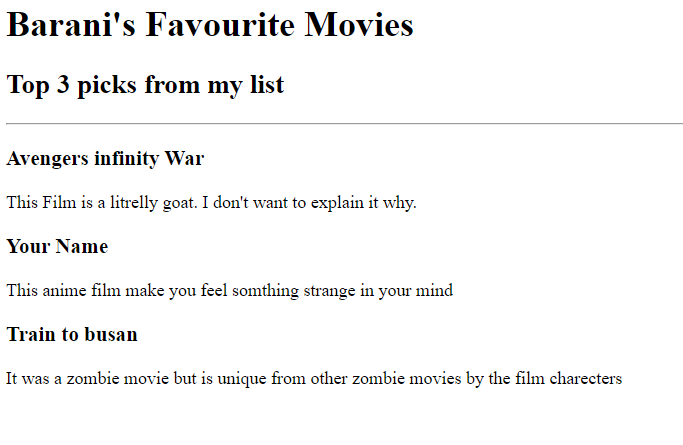 Barani's Favourite Movies
Top 3 picks from my list
Avengers infinity War
This Film is a litrelly goat. I don't want to explain it why.
Your Name
This anime film make you feel somthing strange in your mind
Train to busan
It was a zombie movie but is unique from other zombie movies by the film charecters